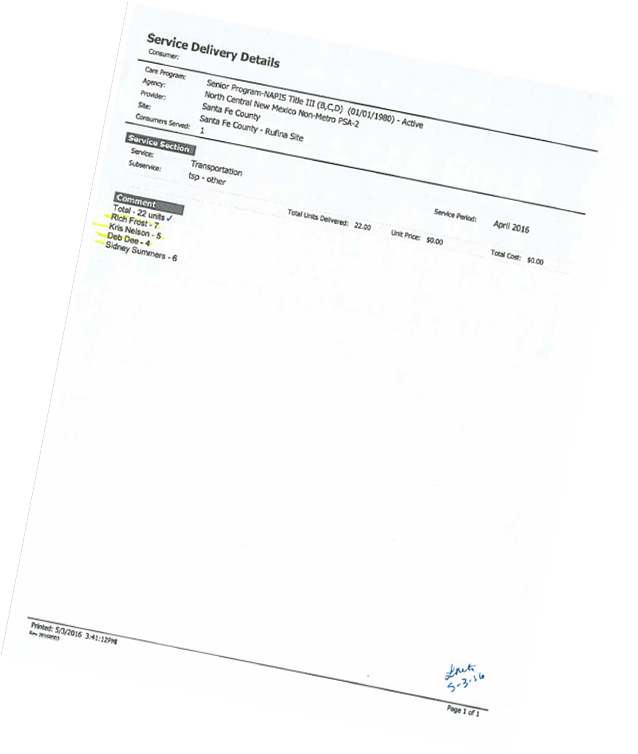 Service Delivery Details
Consumer:
Care Program: Senior Program-NAPIS Title III (B,C,D) (01/01/1980) - Active
Agency: North Central New Mexico Non-Metro PSA-2
Provider: Santa Fe County
Site: Santa Fe County - Rufina Site
Consumers Served: 1
Service Section
Service: Transportation
Subservice: tsp - other
Service Period: April 2016
Total Units Delivered: 22.00 Unit Price: $0.00 Total Cost: $0.00
Comment
Total - 22 units ✓
Rich Frost - 7
Kris Nelson - 5
Deb Dee - 4
Sidney Summers - 6
Printed: 5/3/2016 3:41:12PM
5-3-16
Page 1 of 1